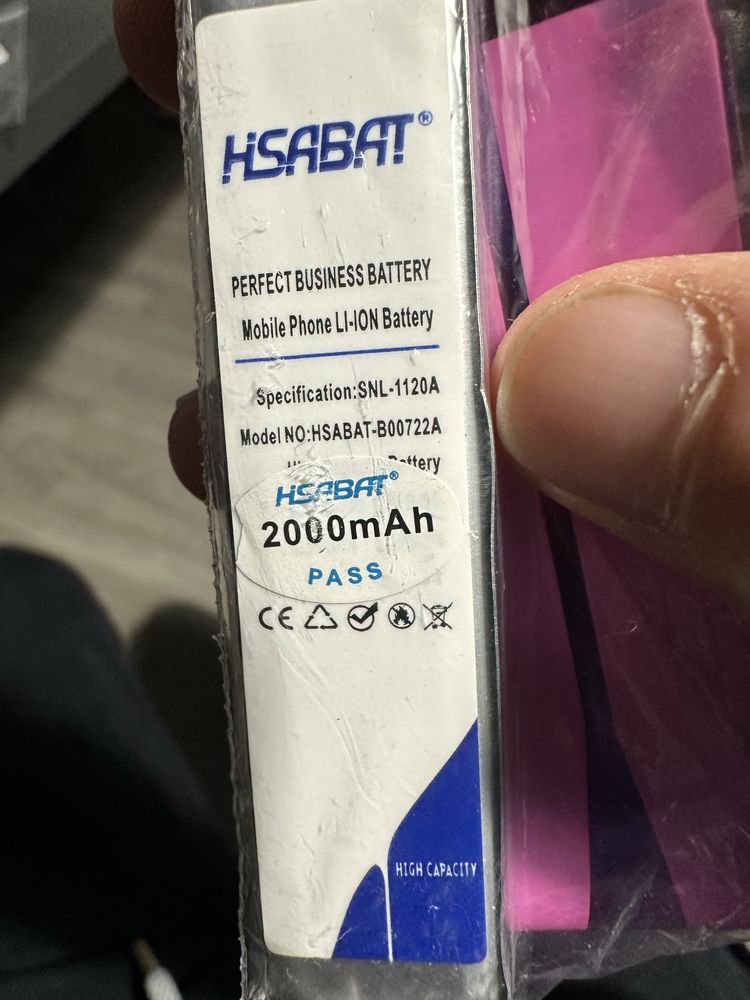 HSABAT®
PERFECT BUSINESS BATTERY
Mobile Phone LI-ION Battery
Specification:SNL-1120A
Model NO:HSABAT-B00722A
Battery
HSABAT®
2000mAh
PASS
CE
HIGH CAPACITY